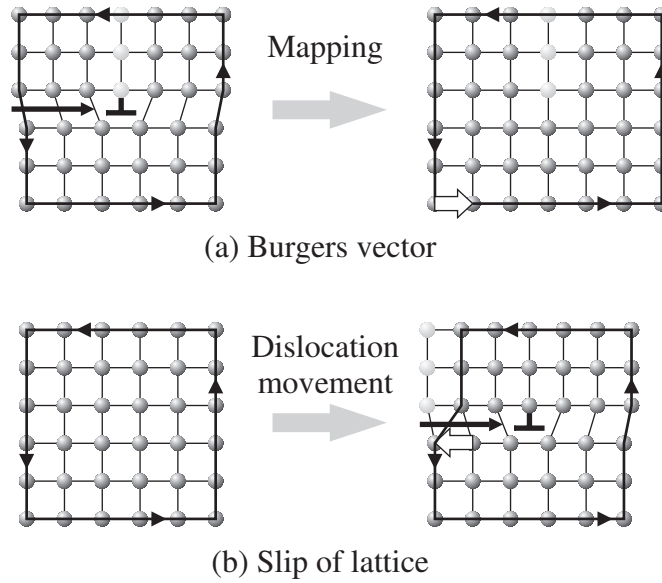 Mapping
(a) Burgers vector
Dislocation
movement
(b) Slip of lattice